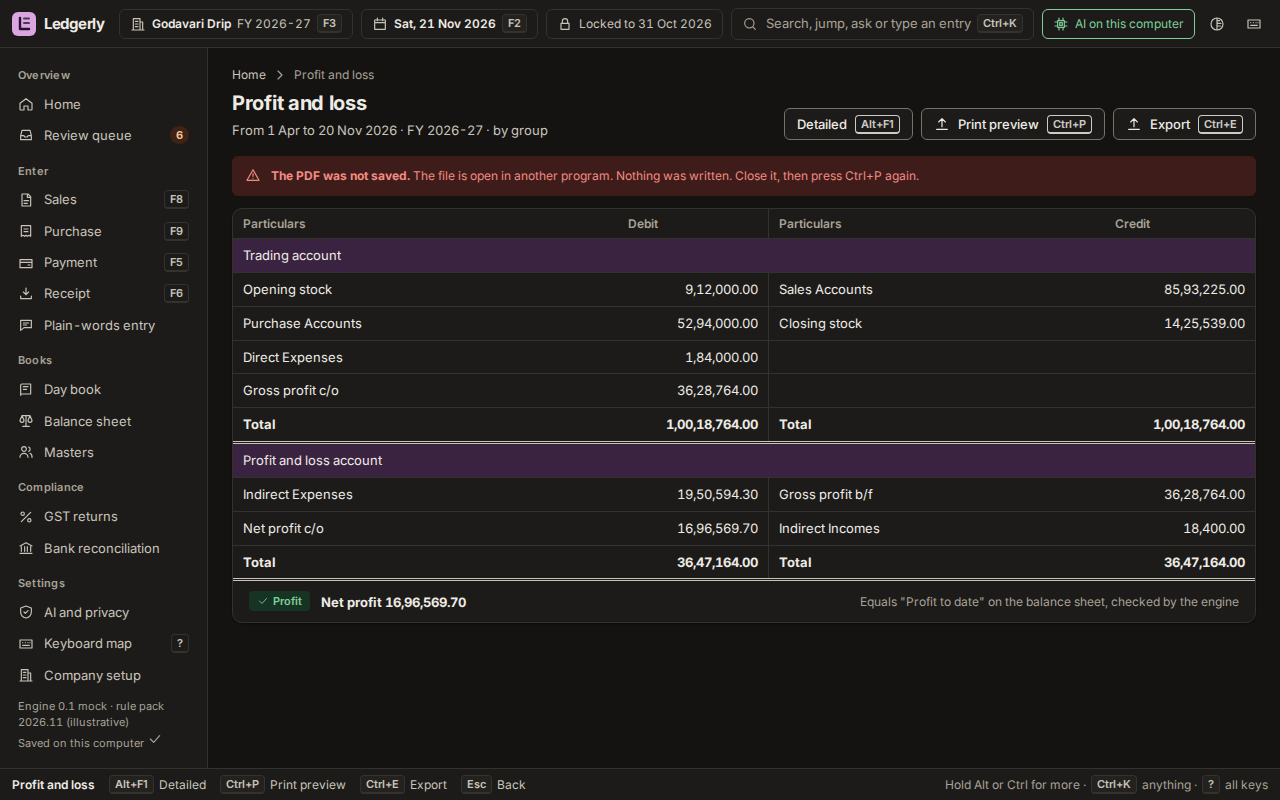 Ledgerly
Godavari Drip FY 2026-27 F3
Sat, 21 Nov 2026 F2
Locked to 31 Oct 2026
Search, jump, ask or type an entry Ctrl+K
AI on this computer
Overview
Home
Review queue 6
Enter
Sales F8
Purchase F9
Payment F5
Receipt F6
Plain-words entry
Books
Day book
Balance sheet
Masters
Compliance
GST returns
Bank reconciliation
Settings
AI and privacy
Keyboard map ?
Company setup
Engine 0.1 mock · rule pack
2026.11 (illustrative)
Saved on this computer
Home Profit and loss
Profit and loss
From 1 Apr to 20 Nov 2026 · FY 2026-27 · by group
Detailed Alt+F1
Print preview Ctrl+P
Export Ctrl+E
The PDF was not saved. The file is open in another program. Nothing was written. Close it, then press Ctrl+P again.
Particulars Debit Particulars Credit
Trading account
Opening stock 9,12,000.00 Sales Accounts 85,93,225.00
Purchase Accounts 52,94,000.00 Closing stock 14,25,539.00
Direct Expenses 1,84,000.00
Gross profit c/o 36,28,764.00
Total 1,00,18,764.00 Total 1,00,18,764.00
Profit and loss account
Indirect Expenses 19,50,594.30 Gross profit b/f 36,28,764.00
Net profit c/o 16,96,569.70 Indirect Incomes 18,400.00
Total 36,47,164.00 Total 36,47,164.00
Profit Net profit 16,96,569.70 Equals "Profit to date" on the balance sheet, checked by the engine
Profit and loss Alt+F1 Detailed Ctrl+P Print preview Ctrl+E Export Esc Back
Hold Alt or Ctrl for more · Ctrl+K anything · ? all keys